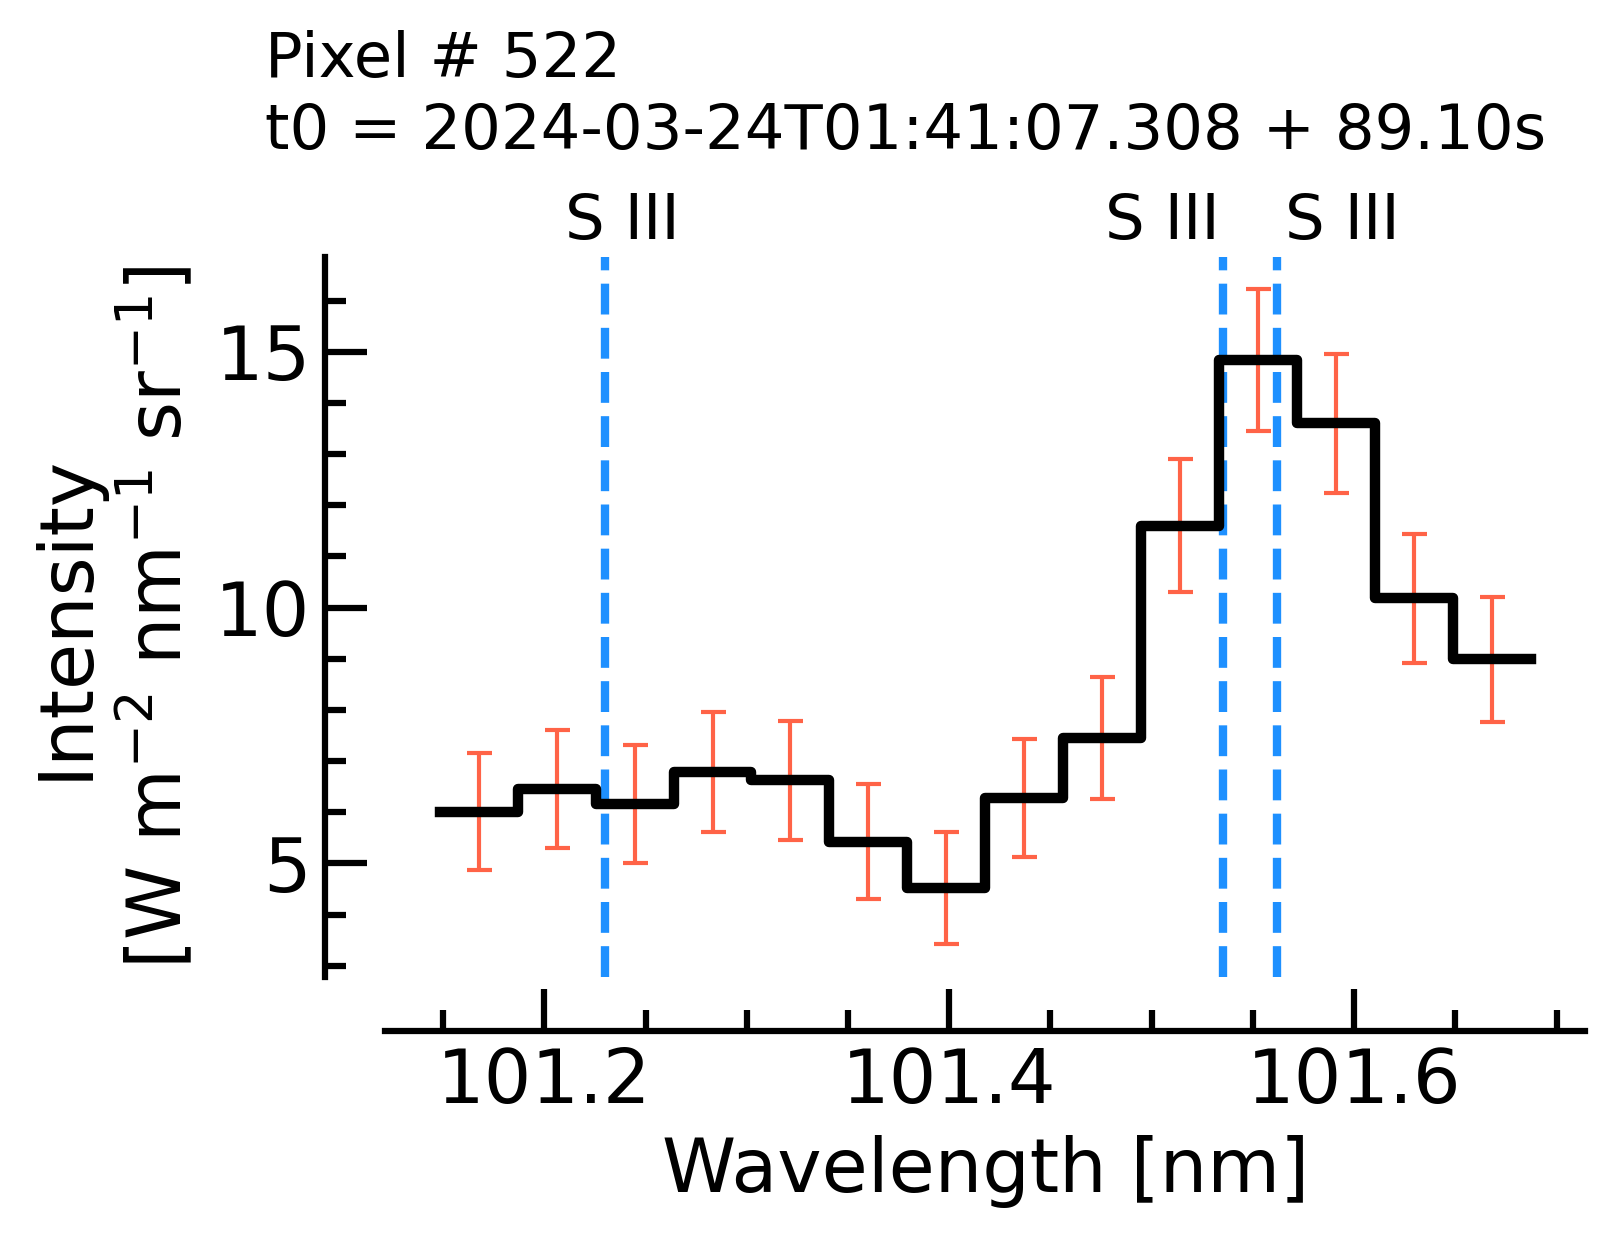 Pixel # 522
t0 = 2024-03-24T01:41:07.308 + 89.10s
S III S III S III
Intensity
[W m⁻² nm⁻¹ sr⁻¹]
15
10
5
101.2 101.4 101.6
Wavelength [nm]